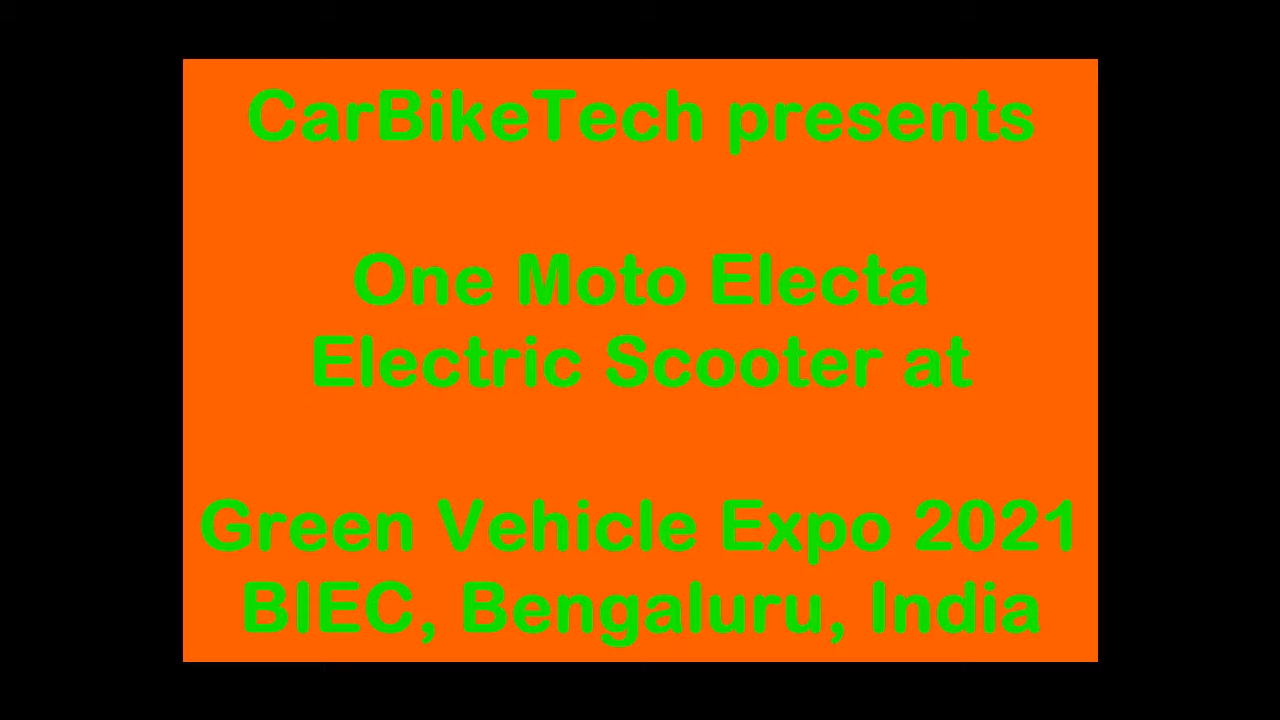 CarBikeTech presents
One Moto Electa
Electric Scooter at
Green Vehicle Expo 2021
BIEC, Bengaluru, India